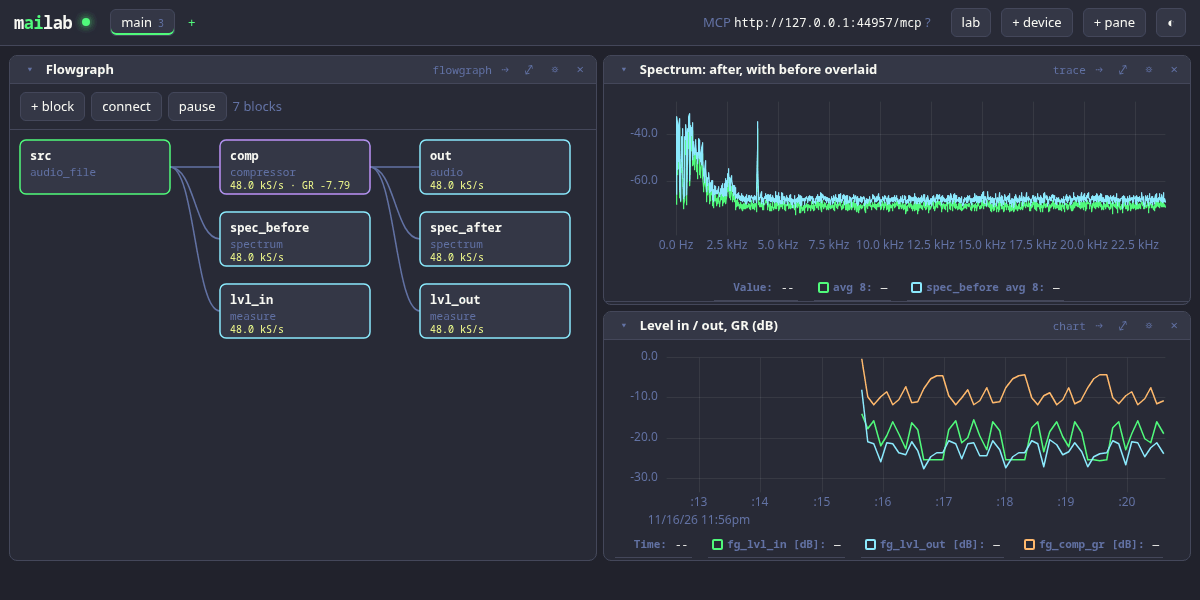 mailab main 3 + MCP http://127.0.0.1:44957/mcp ? lab + device + pane
Flowgraph flowgraph
+ block connect pause 7 blocks
src
audio_file
comp
compressor
48.0 kS/s · GR -7.79
out
audio
48.0 kS/s
spec_before
spectrum
48.0 kS/s
spec_after
spectrum
48.0 kS/s
lvl_in
measure
48.0 kS/s
lvl_out
measure
48.0 kS/s
Spectrum: after, with before overlaid trace
-40.0
-60.0
0.0 Hz 2.5 kHz 5.0 kHz 7.5 kHz 10.0 kHz 12.5 kHz 15.0 kHz 17.5 kHz 20.0 kHz 22.5 kHz
Value: -- avg 8: — spec_before avg 8: —
Level in / out, GR (dB) chart
0.0
-10.0
-20.0
-30.0
:13 :14 :15 :16 :17 :18 :19 :20
11/16/26 11:56pm
Time: -- fg_lvl_in [dB]: — fg_lvl_out [dB]: — fg_comp_gr [dB]: —